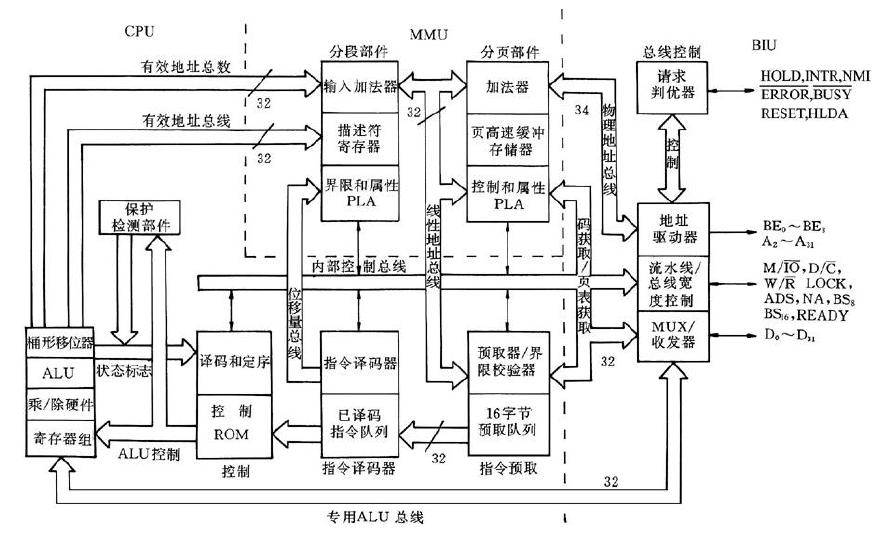 CPU
MMU
BIU
分段部件
分页部件
总线控制
有效地址总数
32
输入加法器
32
加法器
34
请求
判优器
HOLD,INTR,NMI
ERROR,BUSY
RESET,HLDA
有效地址总线
32
描述符
寄存器
页高速缓冲
存储器
物理地址总线
控制
界限和属性
PLA
控制和属性
PLA
保护
检测部件
线性地址总线
码获取/页表获取
地址
驱动器
BE₀～BE₃
A₂～A₃₁
内部控制总线
位移量总线
流水线/
总线宽
度控制
M/IO,D/C,
W/R LOCK,
ADS,NA,BS₈
BS₁₆,READY
桶形移位器
ALU
乘/除硬件
寄存器组
状态标志
译码和定序
指令译码器
预取器/界
限校验器
32
MUX/
收发器
D₀～D₃₁
控 制
ROM
已译码
指令队列
32
16字节
预取队列
ALU控制
控制
指令译码器
指令预取
32
专用ALU总线